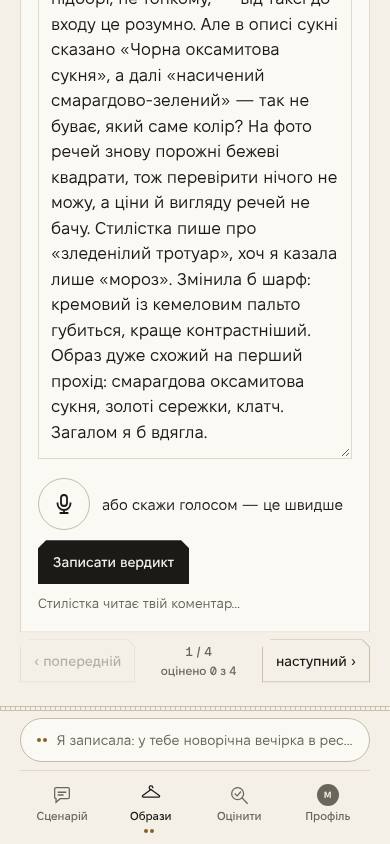 входу це розумно. Але в описі сукні
сказано «Чорна оксамитова
сукня», а далі «насичений
смарагдово-зелений» — так не
буває, який саме колір? На фото
речей знову порожні бежеві
квадрати, тож перевірити нічого не
можу, а ціни й вигляду речей не
бачу. Стилістка пише про
«зледенілий тротуар», хоч я казала
лише «мороз». Змінила б шарф:
кремовий із кемеловим пальто
губиться, краще контрастніший.
Образ дуже схожий на перший
прохід: смарагдова оксамитова
сукня, золоті сережки, клатч.
Загалом я б вдягла.
або скажи голосом — це швидше
Записати вердикт
Стилістка читає твій коментар...
‹ попередній
1 / 4
оцінено 0 з 4
наступний ›
Я записала: у тебе новорічна вечірка в рес...
Сценарій
Образи
Оцінити
М
Профіль